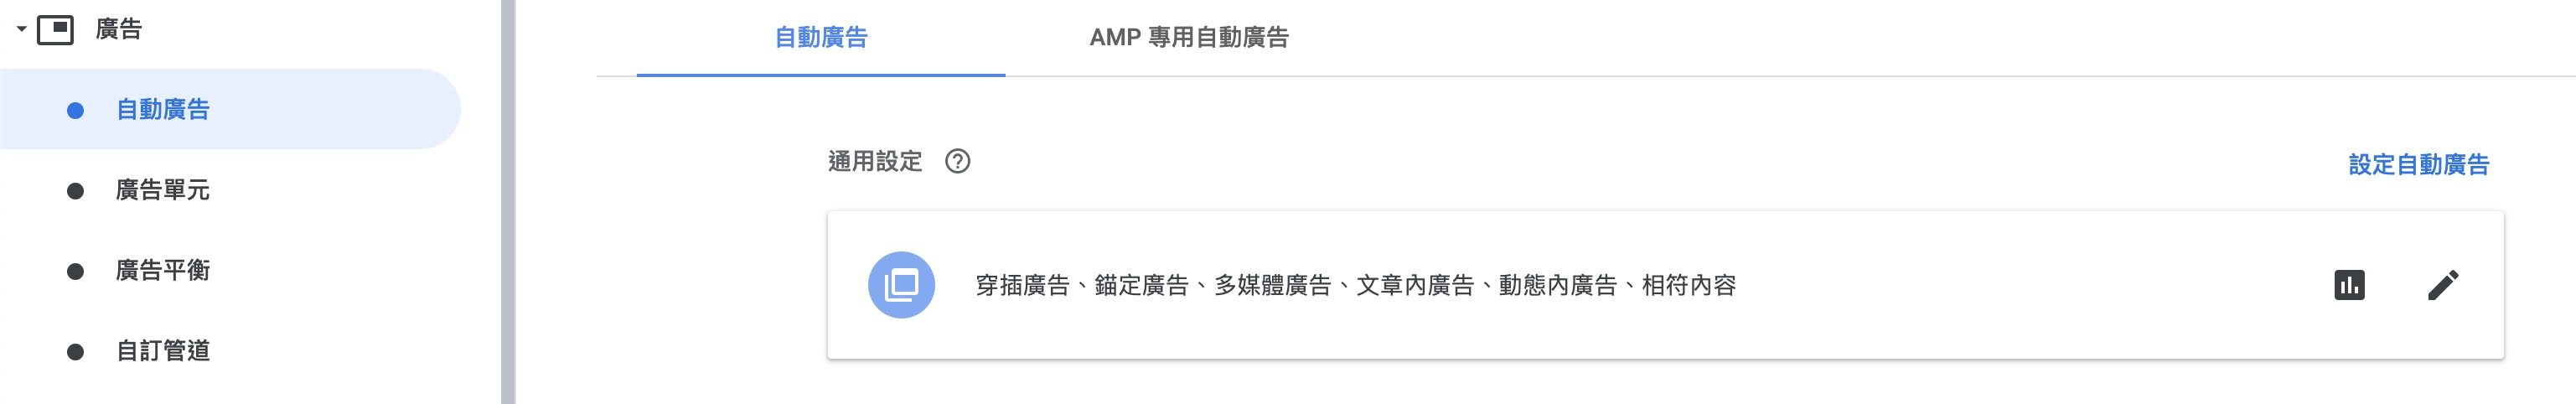 廣告
自動廣告
廣告單元
廣告平衡
自訂管道
自動廣告
AMP 專用自動廣告
通用設定
設定自動廣告
穿插廣告、錨定廣告、多媒體廣告、文章內廣告、動態內廣告、相符內容